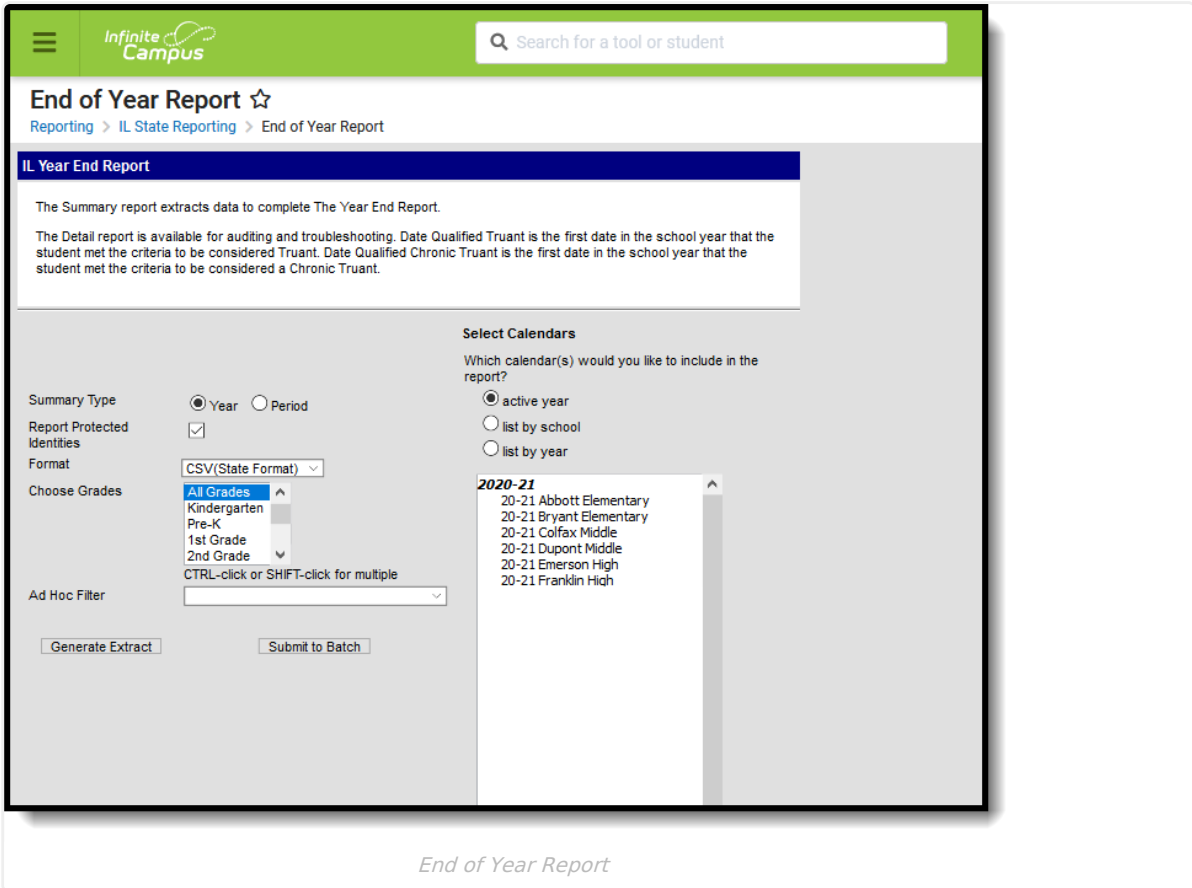 Infinite
Campus
Search for a tool or student
End of Year Report
Reporting > IL State Reporting > End of Year Report
IL Year End Report
The Summary report extracts data to complete The Year End Report.
The Detail report is available for auditing and troubleshooting. Date Qualified Truant is the first date in the school year that the
student met the criteria to be considered Truant. Date Qualified Chronic Truant is the first date in the school year that the
student met the criteria to be considered a Chronic Truant.
Summary Type
Year Period
Report Protected
Identities
Format
CSV(State Format)
Choose Grades
All Grades
Kindergarten
Pre-K
1st Grade
2nd Grade
CTRL-click or SHIFT-click for multiple
Ad Hoc Filter
Generate Extract
Submit to Batch
Select Calendars
Which calendar(s) would you like to include in the
report?
active year
list by school
list by year
2020-21
20-21 Abbott Elementary
20-21 Bryant Elementary
20-21 Colfax Middle
20-21 Dupont Middle
20-21 Emerson High
20-21 Franklin High
End of Year Report